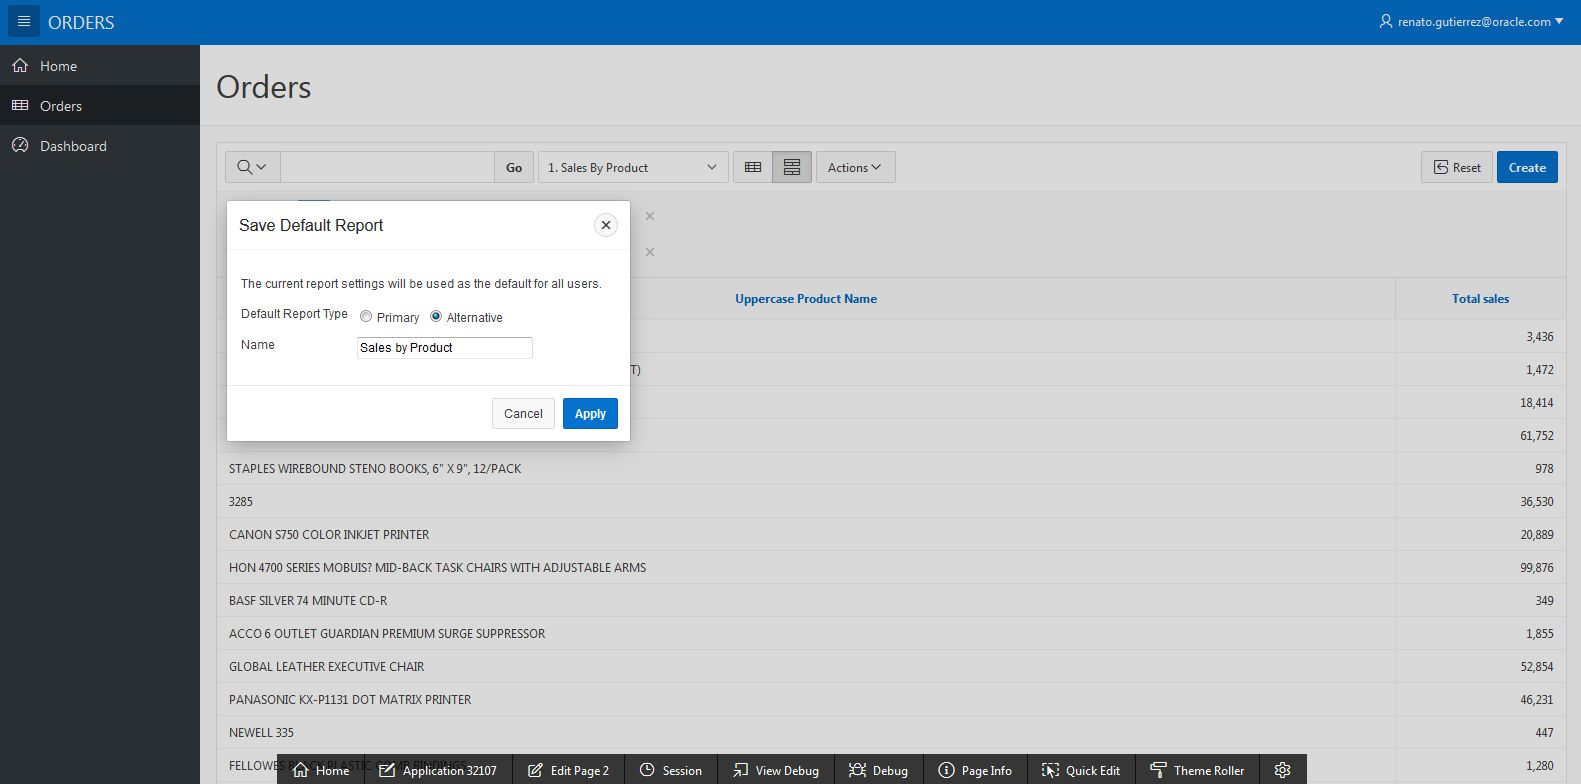 ORDERS
renato.gutierrez@oracle.com
Home
Orders
Dashboard
Orders
Go
1. Sales By Product
Actions
Reset
Create
Save Default Report
The current report settings will be used as the default for all users.
Default Report Type Primary Alternative
Name Sales by Product
Cancel Apply
Uppercase Product Name Total sales
3,436
T) 1,472
18,414
61,752
STAPLES WIREBOUND STENO BOOKS, 6" X 9", 12/PACK 978
3285 36,530
CANON S750 COLOR INKJET PRINTER 20,889
HON 4700 SERIES MOBUIS? MID-BACK TASK CHAIRS WITH ADJUSTABLE ARMS 99,876
BASF SILVER 74 MINUTE CD-R 349
ACCO 6 OUTLET GUARDIAN PREMIUM SURGE SUPPRESSOR 1,855
GLOBAL LEATHER EXECUTIVE CHAIR 52,854
PANASONIC KX-P1131 DOT MATRIX PRINTER 46,231
NEWELL 335 447
FELLOWES BLACK PLASTIC COMB BINDINGS 1,280
Home Application 32107 Edit Page 2 Session View Debug Debug Page Info Quick Edit Theme Roller